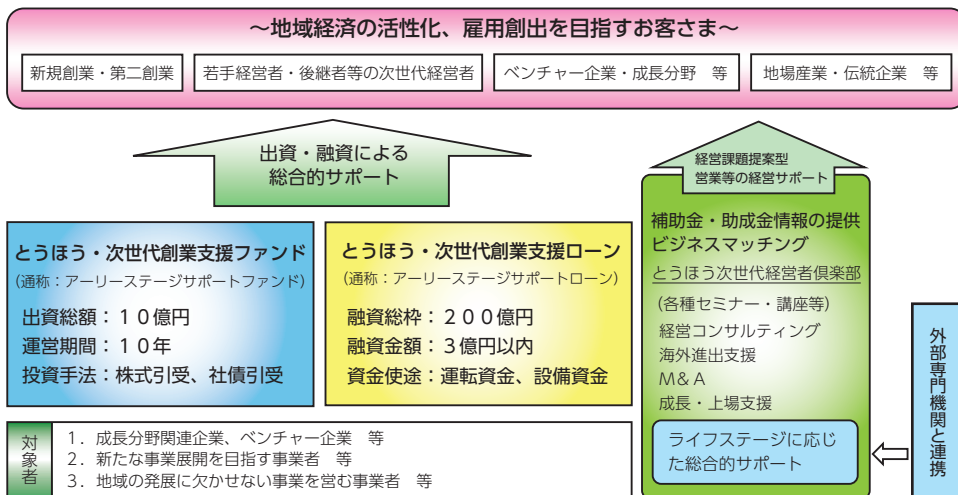 〜地域経済の活性化、雇用創出を目指すお客さま〜
新規創業・第二創業
若手経営者・後継者等の次世代経営者
ベンチャー企業・成長分野　等
地場産業・伝統企業　等
出資・融資による
総合的サポート
経営課題提案型
営業等の経営サポート
とうほう・次世代創業支援ファンド
(通称：アーリーステージサポートファンド)
出資総額：１０億円
運営期間：１０年
投資手法：株式引受、社債引受
とうほう・次世代創業支援ローン
(通称：アーリーステージサポートローン)
融資総枠：２００億円
融資金額：３億円以内
資金使途：運転資金、設備資金
補助金・助成金情報の提供
ビジネスマッチング
とうほう次世代経営者倶楽部
(各種セミナー・講座等)
経営コンサルティング
海外進出支援
M＆A
成長・上場支援
ライフステージに応じ
た総合的サポート
外部専門機関と連携
対象者
1．成長分野関連企業、ベンチャー企業　等
2．新たな事業展開を目指す事業者　等
3．地域の発展に欠かせない事業を営む事業者　等